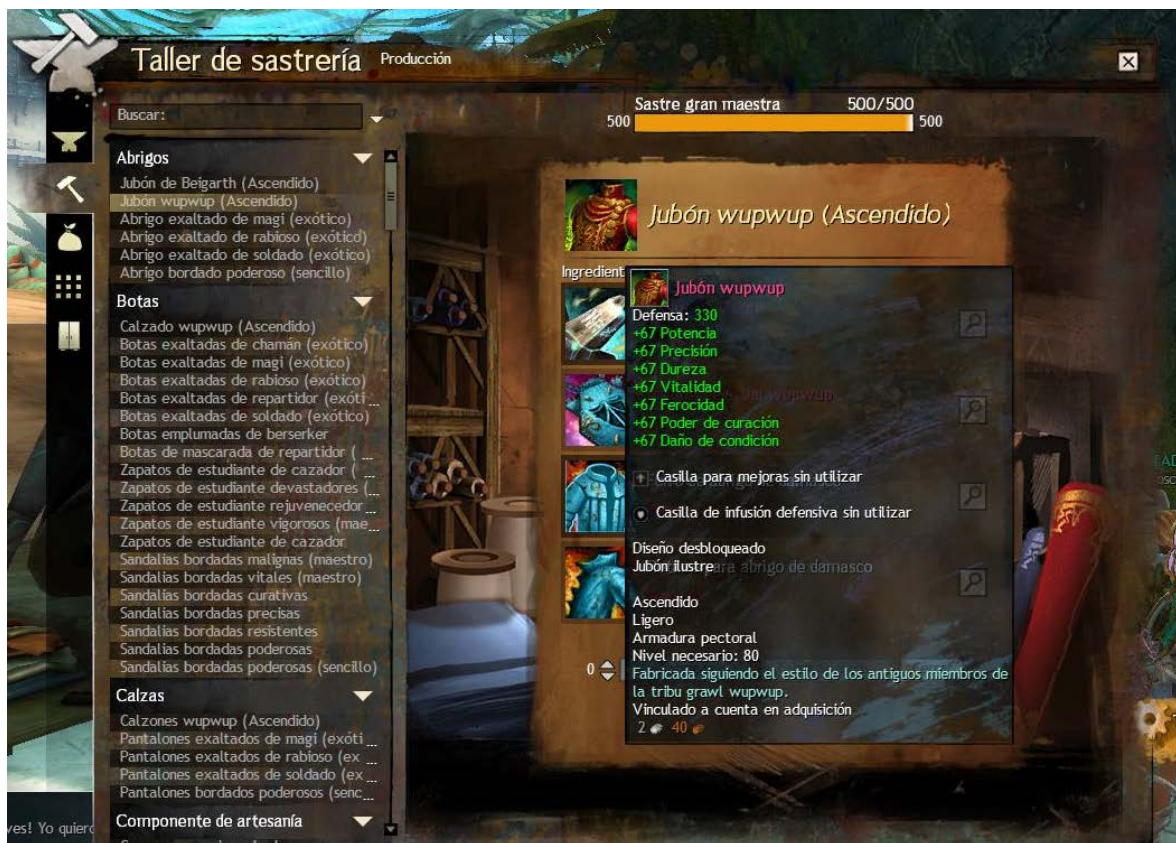 Taller de sastrería Producción
Buscar:
Sastre gran maestra 500/500
500 500
Abrigos
Jubón de Beigarth (Ascendido)
Jubón wupwup (Ascendido)
Abrigo exaltado de magi (exótico)
Abrigo exaltado de rabioso (exótico)
Abrigo exaltado de soldado (exótico)
Abrigo bordado poderoso (sencillo)
Botas
Calzado wupwup (Ascendido)
Botas exaltadas de chamán (exótico)
Botas exaltadas de magi (exótico)
Botas exaltadas de rabioso (exótico)
Botas exaltadas de repartidor (exóti...
Botas exaltadas de soldado (exótico)
Botas emplumadas de berserker
Botas de mascarada de repartidor ( ...
Zapatos de estudiante de cazador ( ...
Zapatos de estudiante devastadores (...
Zapatos de estudiante rejuvenecedor...
Zapatos de estudiante vigorosos (mae...
Zapatos de estudiante de cazador
Sandalias bordadas malignas (maestro)
Sandalias bordadas vitales (maestro)
Sandalias bordadas curativas
Sandalias bordadas precisas
Sandalias bordadas resistentes
Sandalias bordadas poderosas
Sandalias bordadas poderosas (sencillo)
Calzas
Calzones wupwup (Ascendido)
Pantalones exaltados de magi (exóti ...
Pantalones exaltados de rabioso (ex ...
Pantalones exaltados de soldado (ex ...
Pantalones bordados poderosos (senc...
Componente de artesanía
Jubón wupwup (Ascendido)
Ingredient
Jubón wupwup
Defensa: 330
+67 Potencia
+67 Precisión
+67 Dureza
+67 Vitalidad
+67 Ferocidad
+67 Poder de curación
+67 Daño de condición
Casilla para mejoras sin utilizar
Casilla de infusión defensiva sin utilizar
Diseño desbloqueado
Jubón ilustre
para abrigo de damasco
Ascendido
Ligero
Armadura pectoral
Nivel necesario: 80
Fabricada siguiendo el estilo de los antiguos miembros de
la tribu grawl wupwup.
Vinculado a cuenta en adquisición
2 40
0
ves! Yo quiero